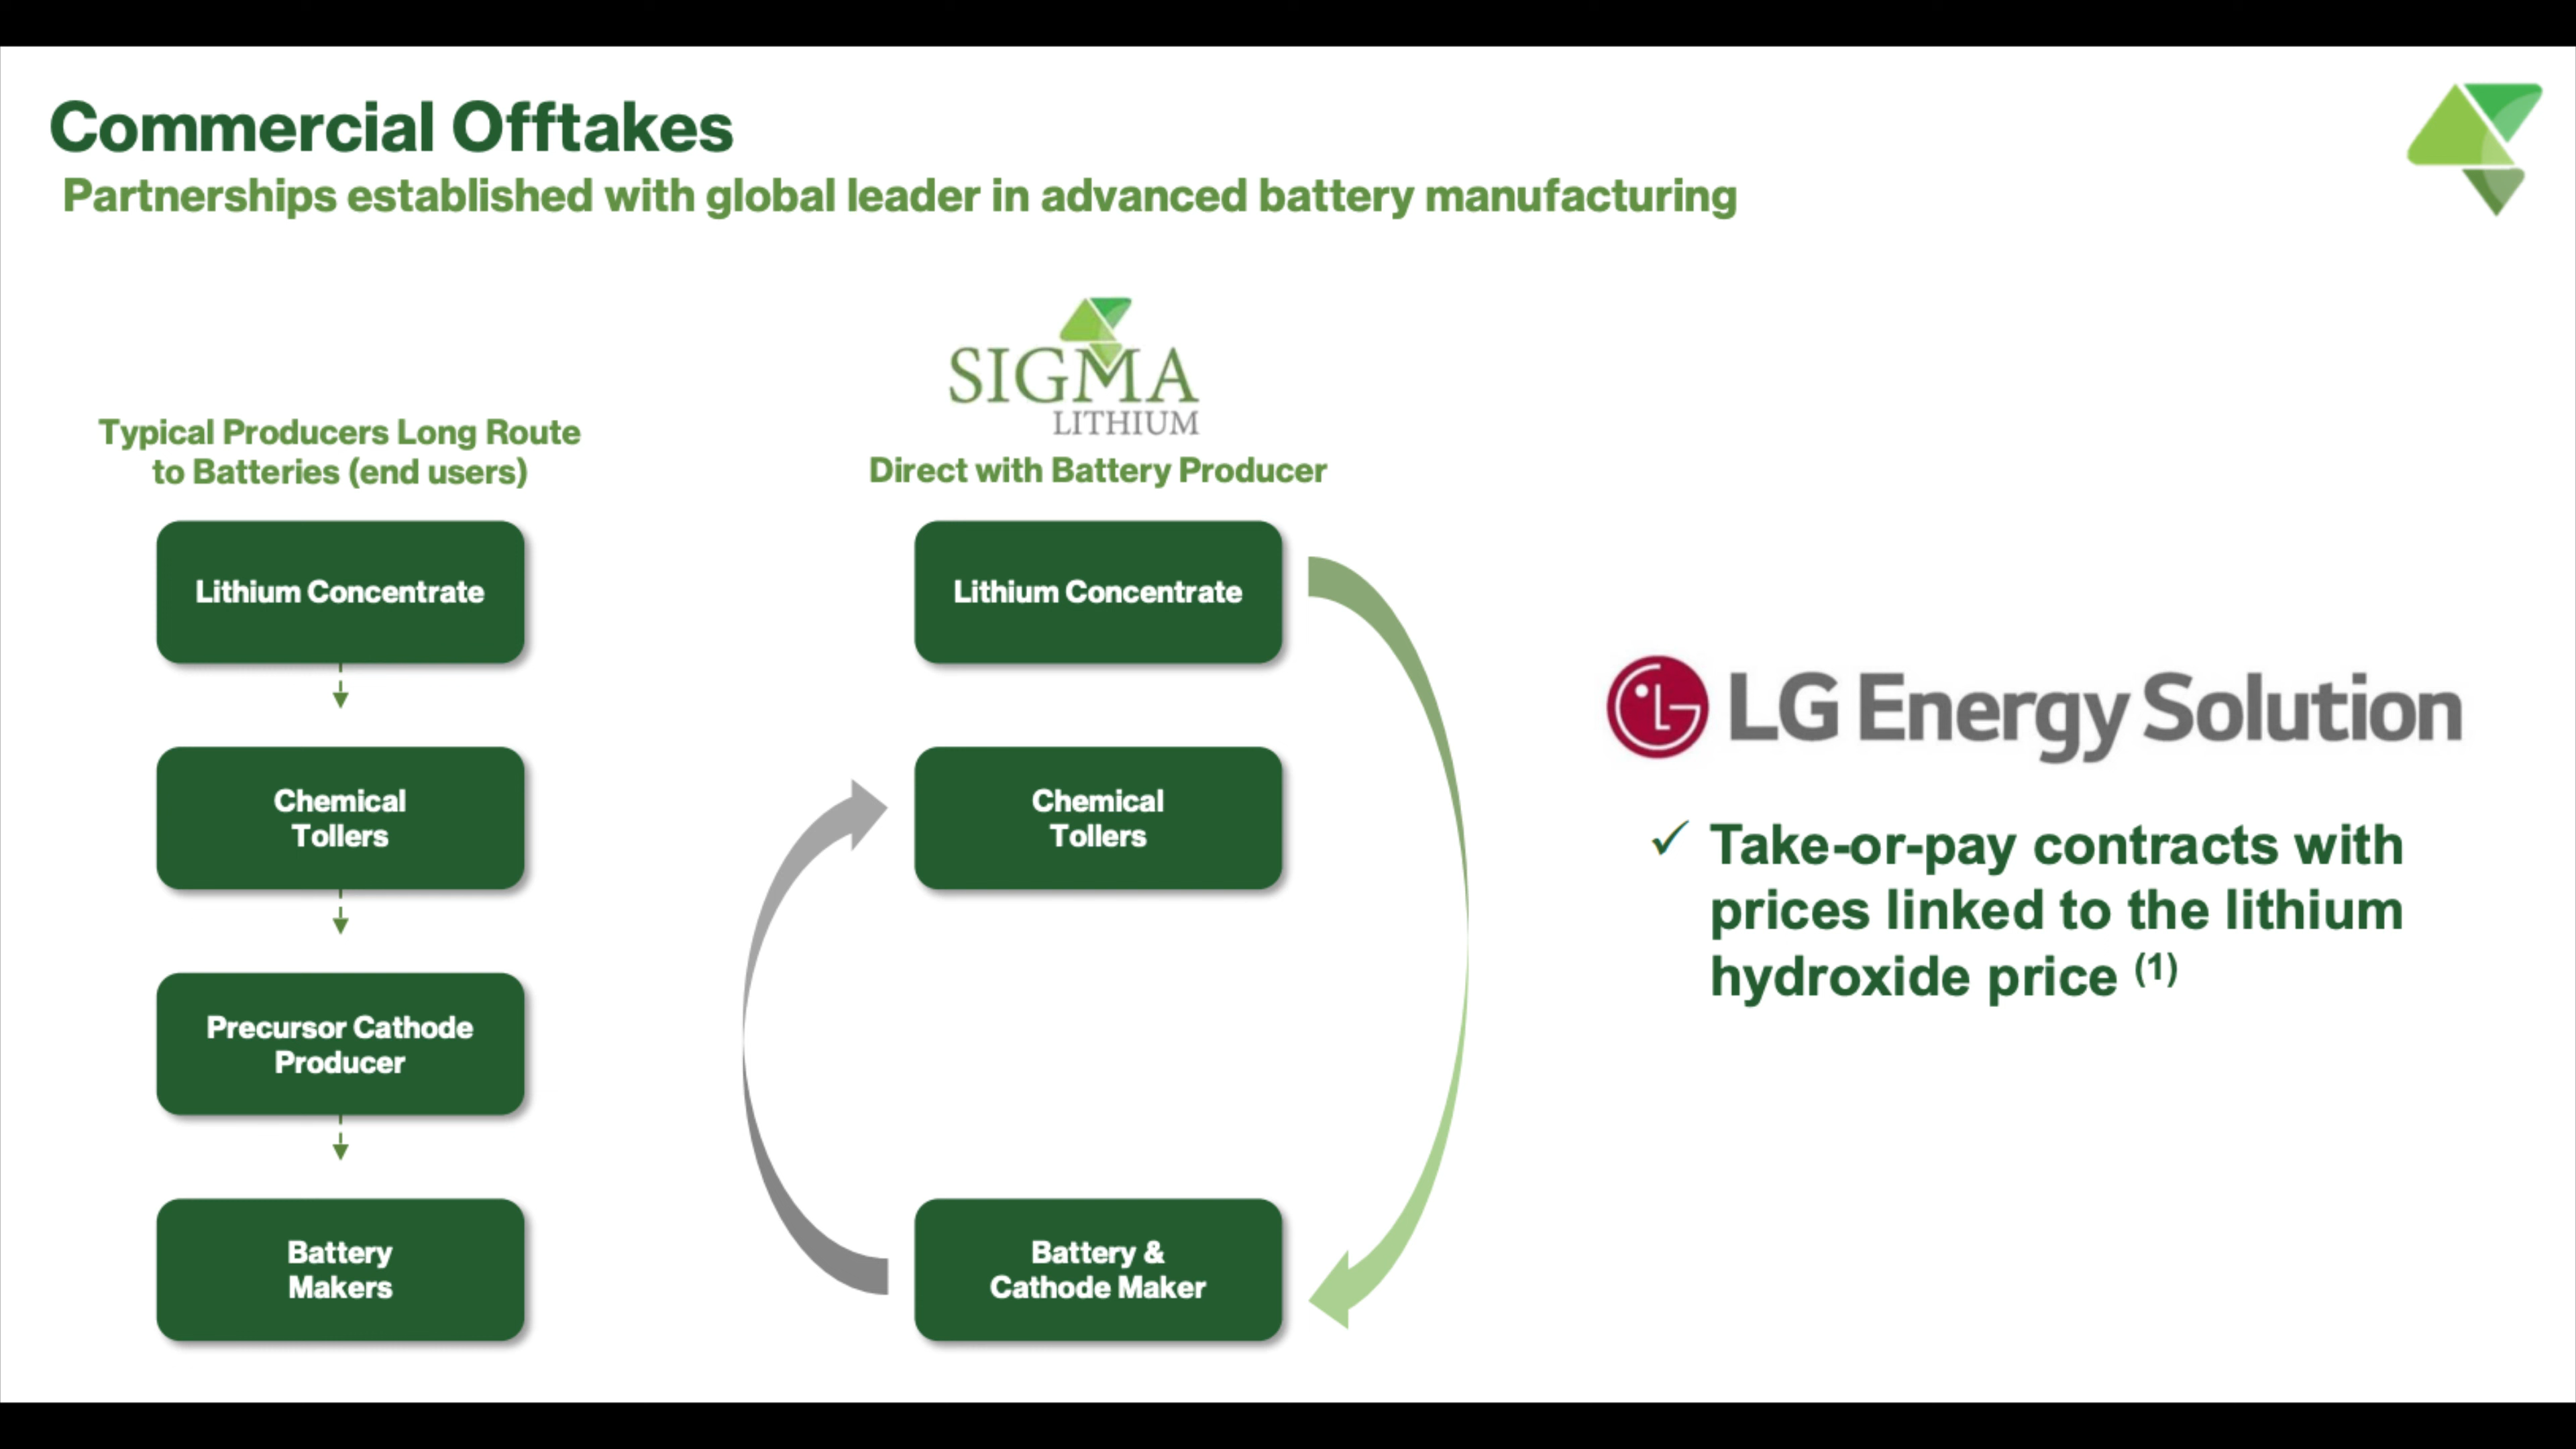 Commercial Offtakes
Partnerships established with global leader in advanced battery manufacturing
Typical Producers Long Route
to Batteries (end users)
Lithium Concentrate
Chemical
Tollers
Precursor Cathode
Producer
Battery
Makers
SIGMA
LITHIUM
Direct with Battery Producer
Lithium Concentrate
Chemical
Tollers
Battery &
Cathode Maker
LG Energy Solution
✓ Take-or-pay contracts with
prices linked to the lithium
hydroxide price (1)